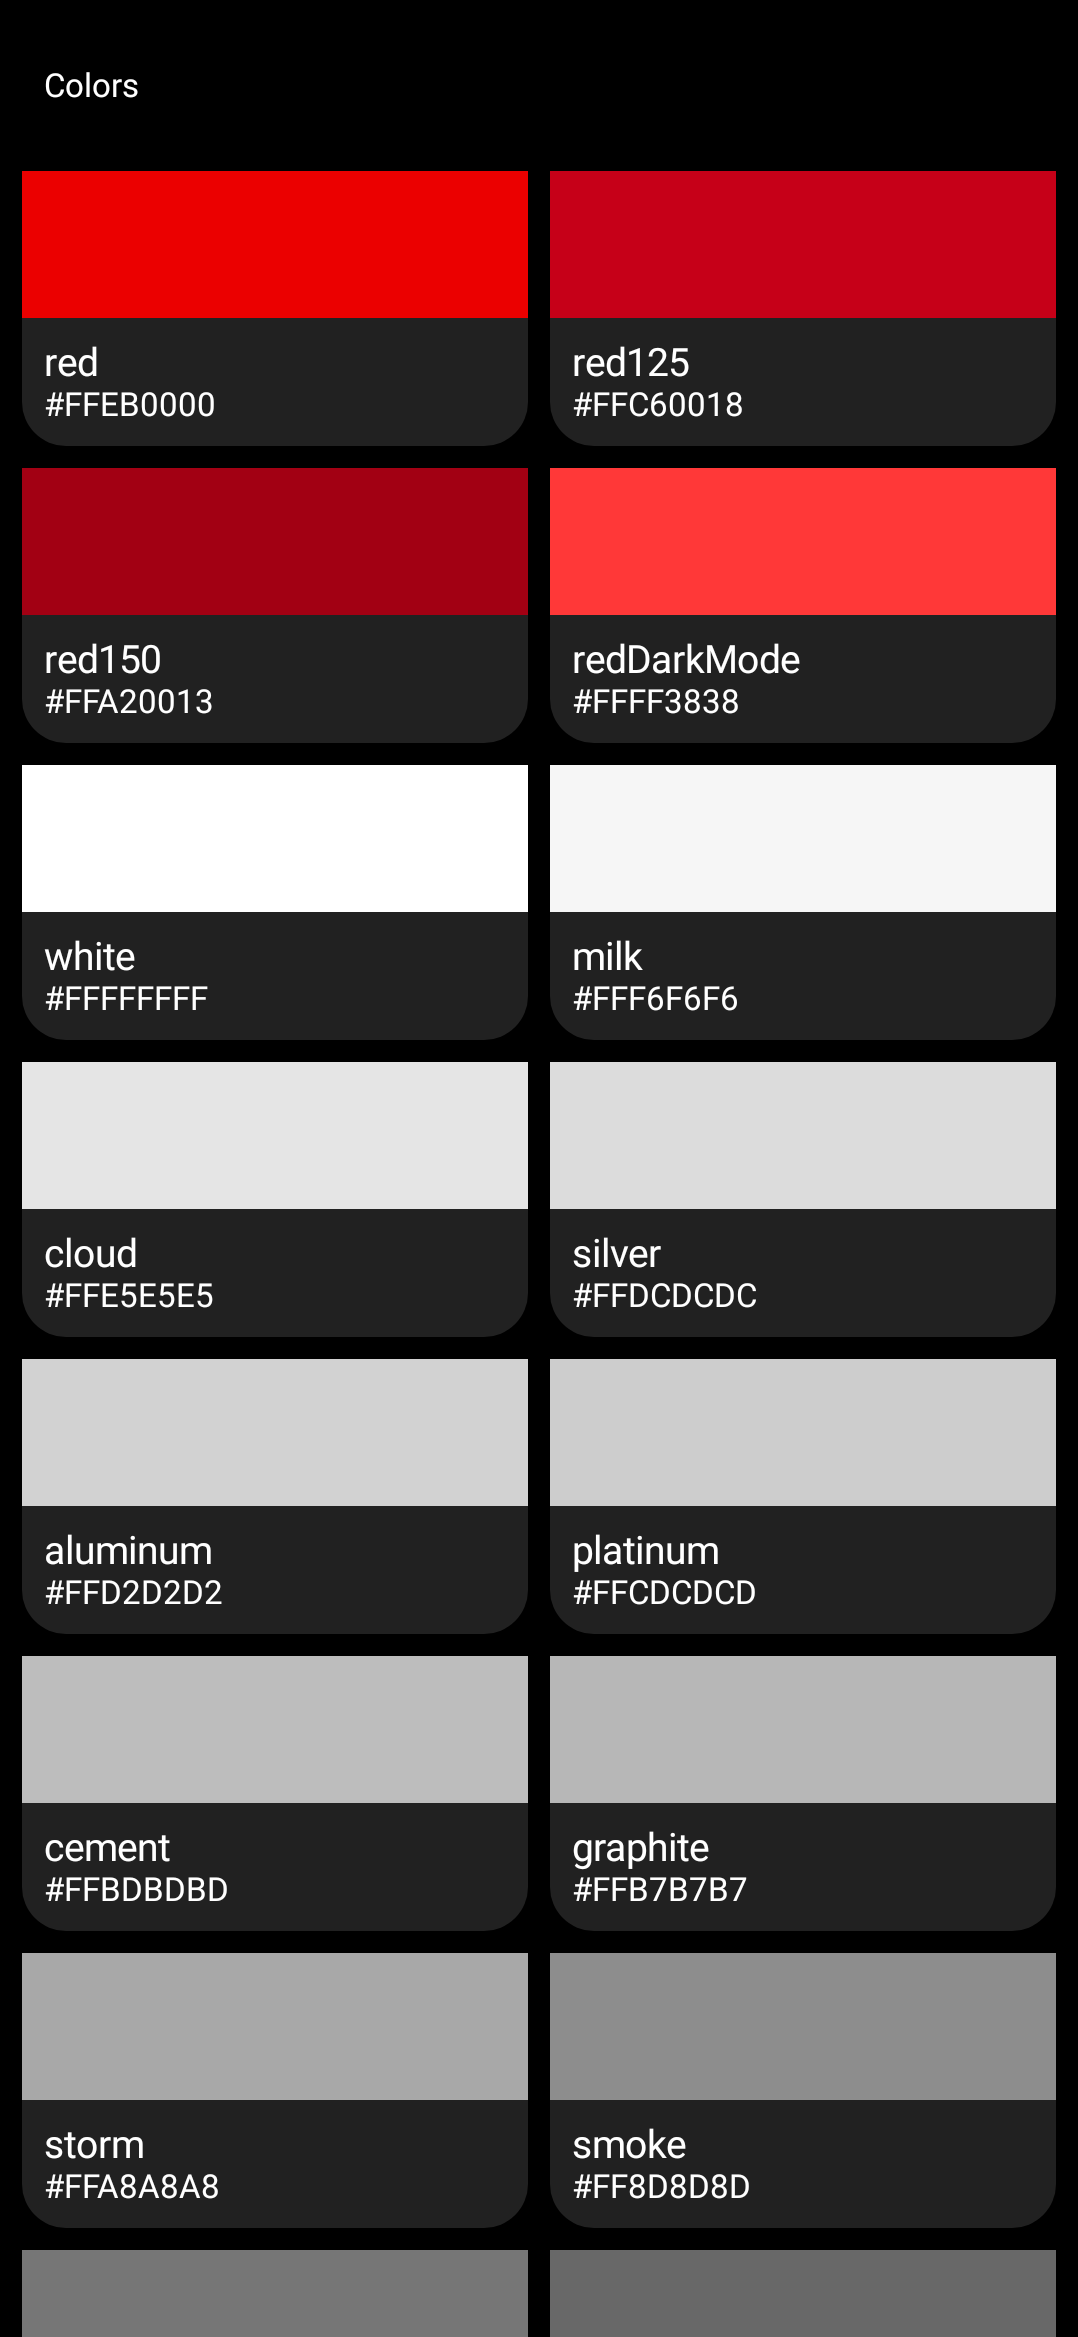 Colors
red
#FFEB0000
red125
#FFC60018
red150
#FFA20013
redDarkMode
#FFFF3838
white
#FFFFFFFF
milk
#FFF6F6F6
cloud
#FFE5E5E5
silver
#FFDCDCDC
aluminum
#FFD2D2D2
platinum
#FFCDCDCD
cement
#FFBDBDBD
graphite
#FFB7B7B7
storm
#FFA8A8A8
smoke
#FF8D8D8D